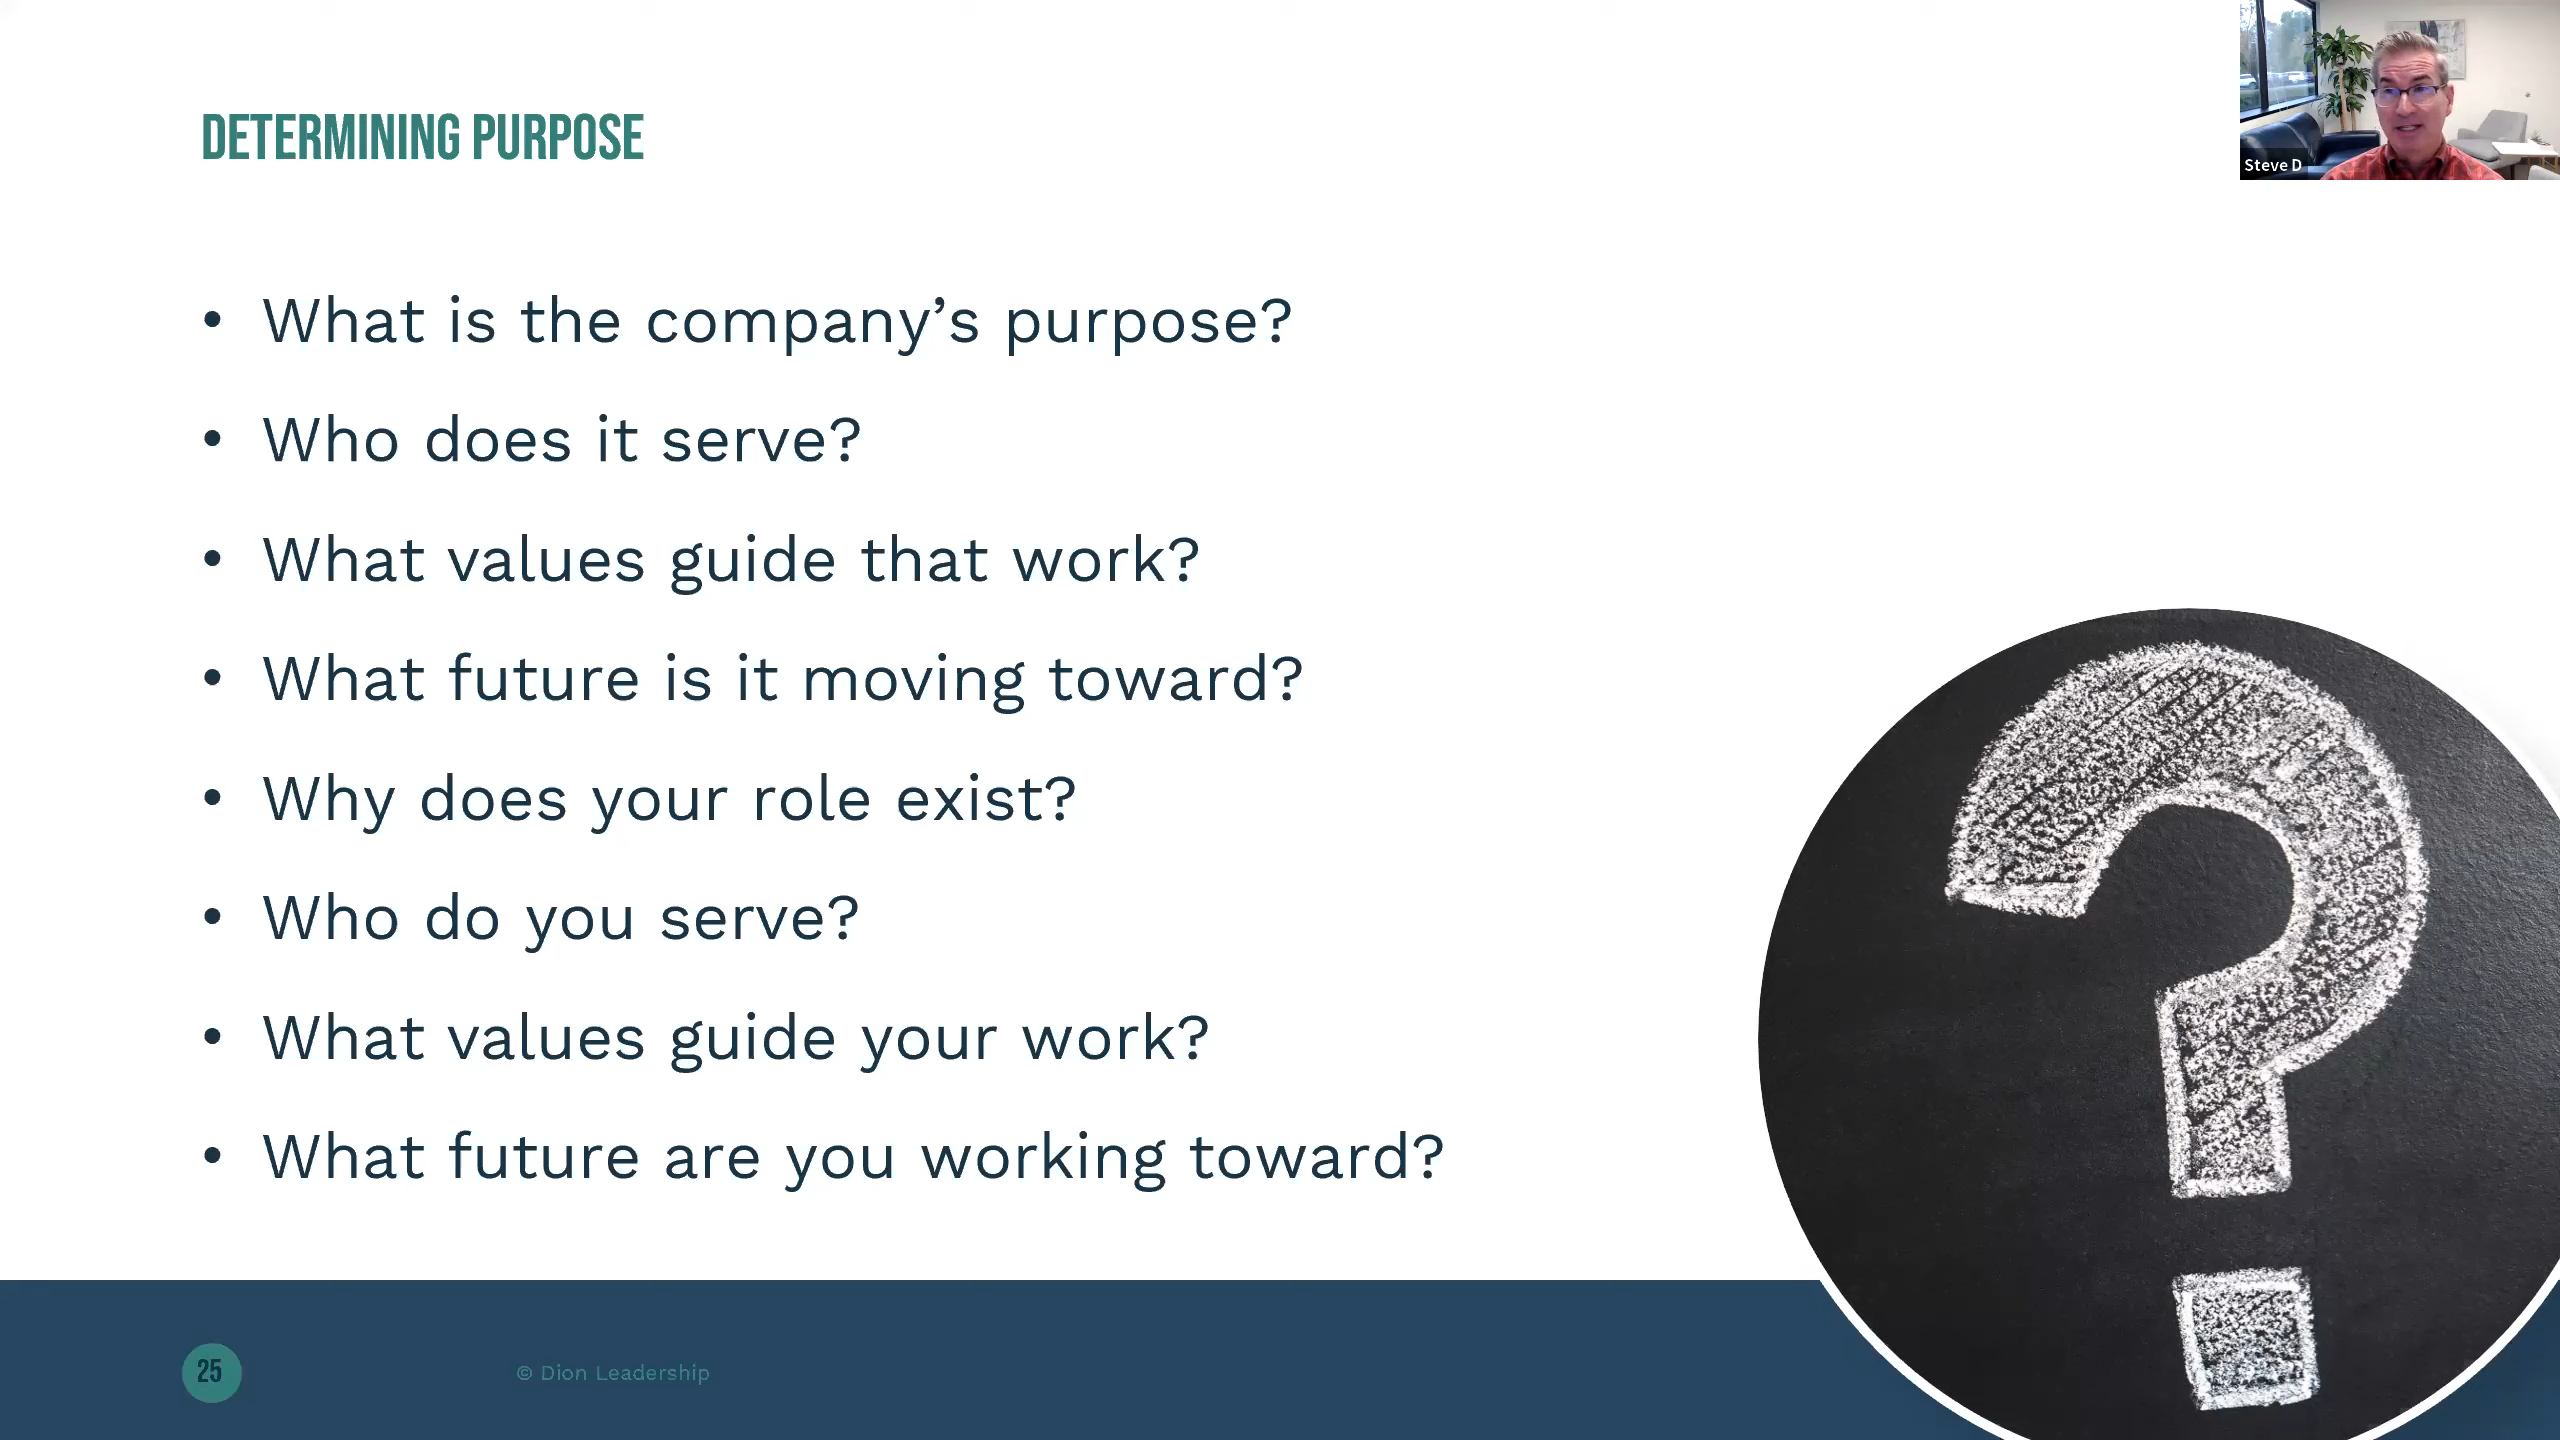 DETERMINING PURPOSE
Steve D
• What is the company’s purpose?
• Who does it serve?
• What values guide that work?
• What future is it moving toward?
• Why does your role exist?
• Who do you serve?
• What values guide your work?
• What future are you working toward?
25
© Dion Leadership